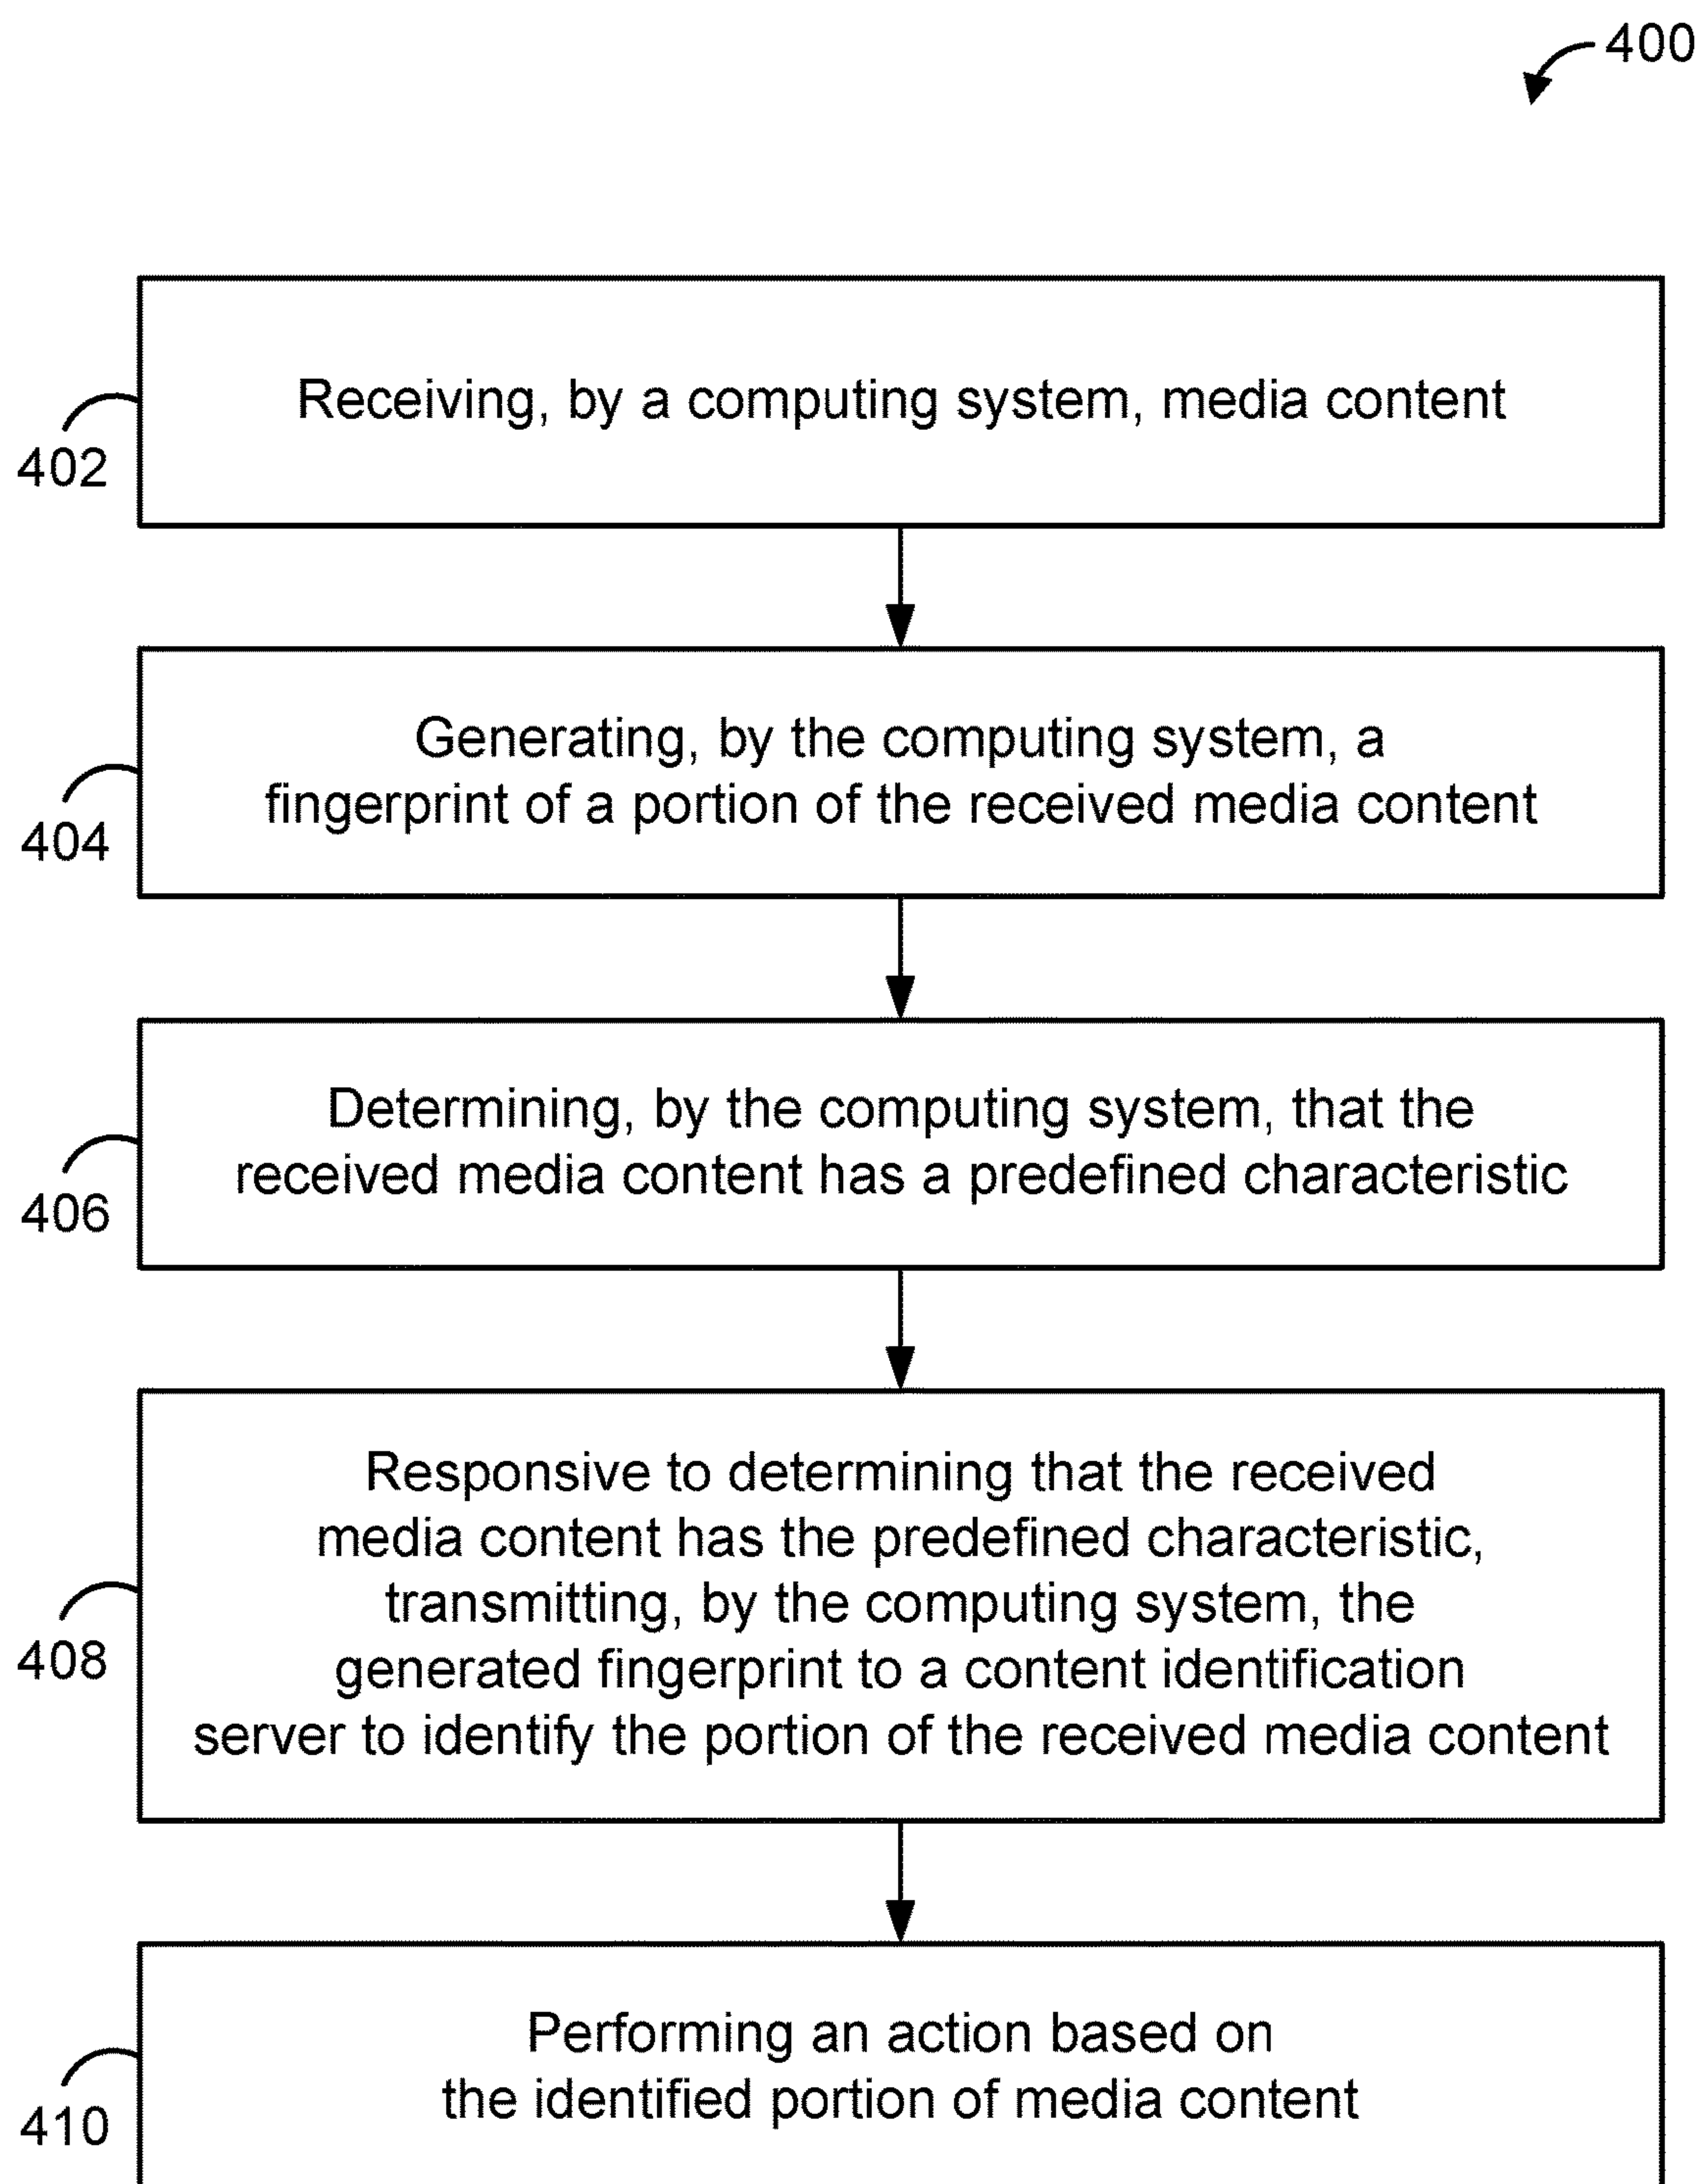 400
Receiving, by a computing system, media content
402
Generating, by the computing system, a
fingerprint of a portion of the received media content
404
Determining, by the computing system, that the
received media content has a predefined characteristic
406
Responsive to determining that the received
media content has the predefined characteristic,
transmitting, by the computing system, the
generated fingerprint to a content identification
server to identify the portion of the received media content
408
Performing an action based on
the identified portion of media content
410